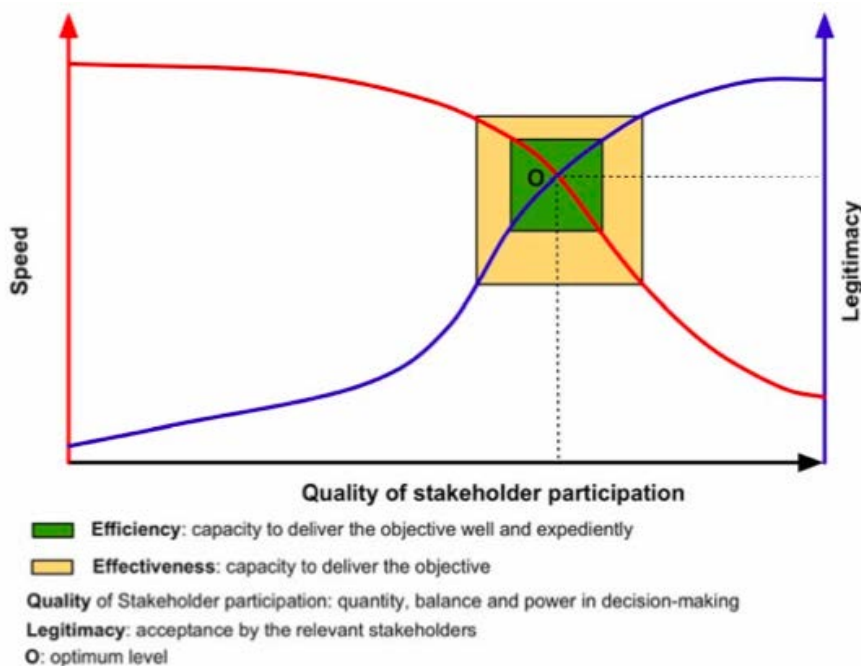 O
Speed
Legitimacy
Quality of stakeholder participation
Efficiency: capacity to deliver the objective well and expediently
Effectiveness: capacity to deliver the objective
Quality of Stakeholder participation: quantity, balance and power in decision-making
Legitimacy: acceptance by the relevant stakeholders
O: optimum level